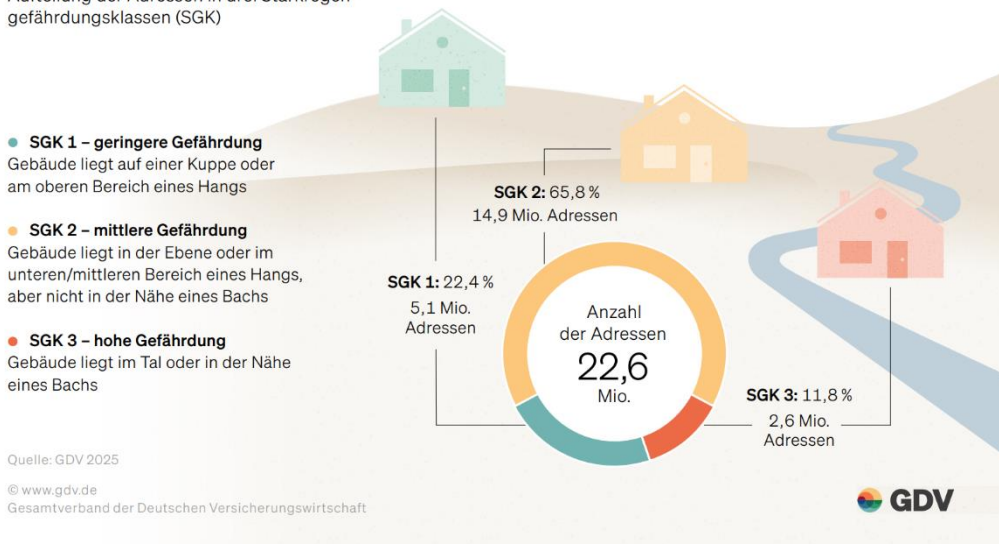 gefährdungsklassen (SGK)
SGK 1 – geringere Gefährdung
Gebäude liegt auf einer Kuppe oder
am oberen Bereich eines Hangs
SGK 2 – mittlere Gefährdung
Gebäude liegt in der Ebene oder im
unteren/mittleren Bereich eines Hangs,
aber nicht in der Nähe eines Bachs
SGK 3 – hohe Gefährdung
Gebäude liegt im Tal oder in der Nähe
eines Bachs
SGK 2: 65,8 %
14,9 Mio. Adressen
SGK 1: 22,4 %
5,1 Mio.
Adressen
Anzahl
der Adressen
22,6
Mio.
SGK 3: 11,8 %
2,6 Mio.
Adressen
Quelle: GDV 2025
© www.gdv.de
Gesamtverband der Deutschen Versicherungswirtschaft
GDV